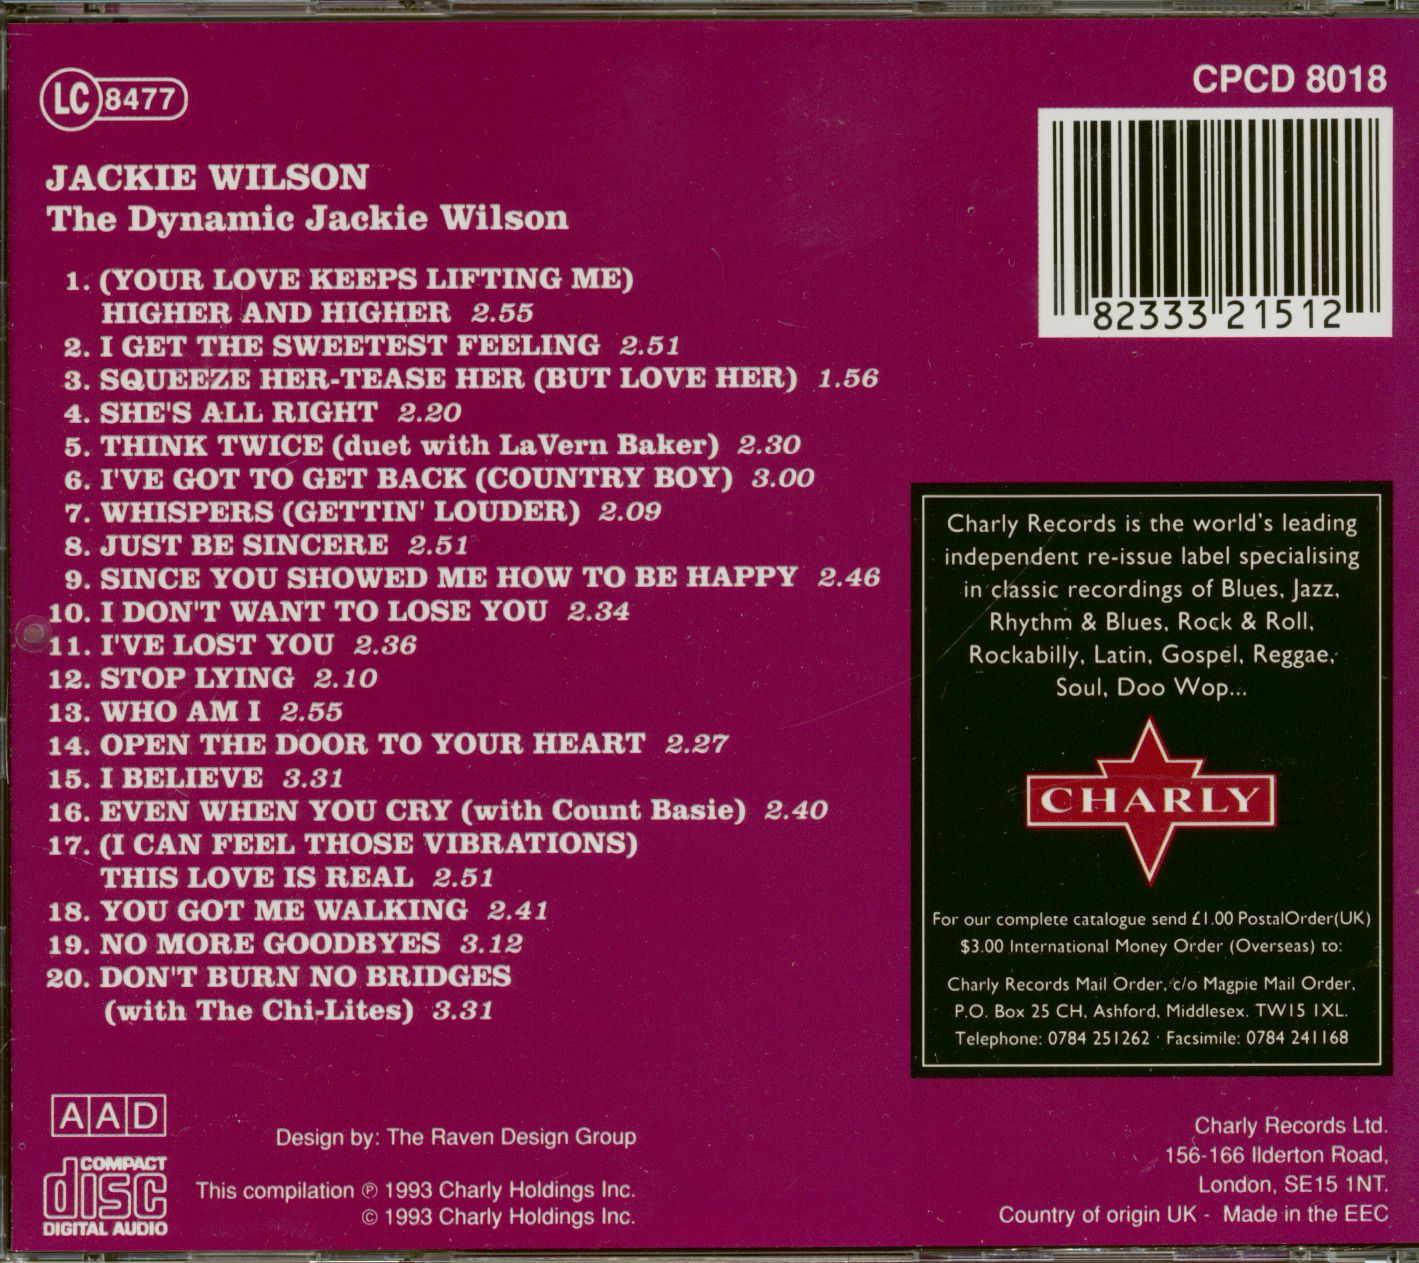 LC 8477
CPCD 8018
82333 21512
JACKIE WILSON
The Dynamic Jackie Wilson
1. (YOUR LOVE KEEPS LIFTING ME)
HIGHER AND HIGHER 2.55
2. I GET THE SWEETEST FEELING 2.51
3. SQUEEZE HER-TEASE HER (BUT LOVE HER) 1.56
4. SHE'S ALL RIGHT 2.20
5. THINK TWICE (duet with LaVern Baker) 2.30
6. I'VE GOT TO GET BACK (COUNTRY BOY) 3.00
7. WHISPERS (GETTIN' LOUDER) 2.09
8. JUST BE SINCERE 2.51
9. SINCE YOU SHOWED ME HOW TO BE HAPPY 2.46
10. I DON'T WANT TO LOSE YOU 2.34
11. I'VE LOST YOU 2.36
12. STOP LYING 2.10
13. WHO AM I 2.55
14. OPEN THE DOOR TO YOUR HEART 2.27
15. I BELIEVE 3.31
16. EVEN WHEN YOU CRY (with Count Basie) 2.40
17. (I CAN FEEL THOSE VIBRATIONS)
THIS LOVE IS REAL 2.51
18. YOU GOT ME WALKING 2.41
19. NO MORE GOODBYES 3.12
20. DON'T BURN NO BRIDGES
(with The Chi-Lites) 3.31
Charly Records is the world's leading
independent re-issue label specialising
in classic recordings of Blues, Jazz,
Rhythm & Blues, Rock & Roll,
Rockabilly, Latin, Gospel, Reggae,
Soul, Doo Wop...
CHARLY
For our complete catalogue send £1.00 PostalOrder(UK)
$3.00 International Money Order (Overseas) to:
Charly Records Mail Order, c/o Magpie Mail Order,
P.O. Box 25 CH, Ashford, Middlesex. TW15 1XL.
Telephone: 0784 251262 · Facsimile: 0784 241168
AAD
COMPACT
disc
DIGITAL AUDIO
Design by: The Raven Design Group
This compilation ℗ 1993 Charly Holdings Inc.
© 1993 Charly Holdings Inc.
Charly Records Ltd.
156-166 Ilderton Road,
London, SE15 1NT.
Country of origin UK - Made in the EEC